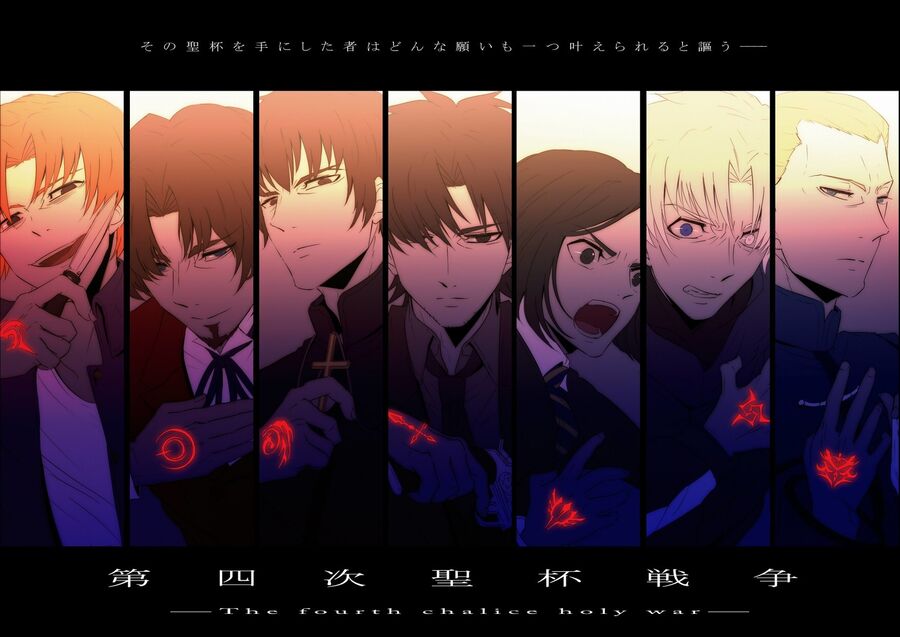 その聖杯を手にした者はどんな願いも一つ叶えられると謳う――
第四次聖杯戦争
――The fourth chalice holy war――